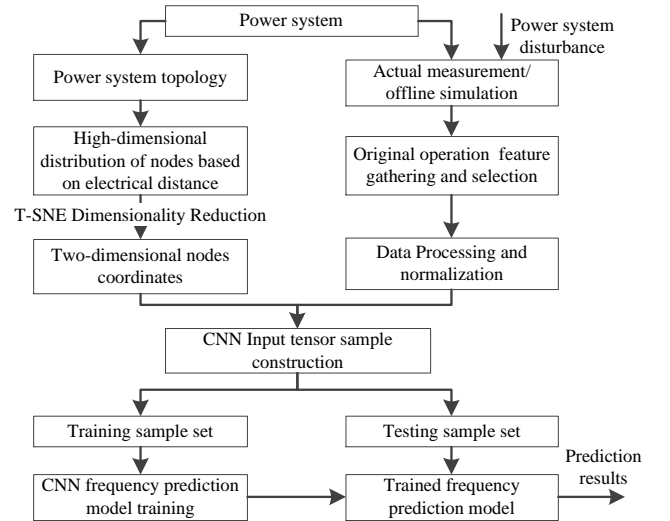 Power system
Power system
disturbance
Power system topology
Actual measurement/
offline simulation
High-dimensional
distribution of nodes based
on electrical distance
Original operation feature
gathering and selection
T-SNE Dimensionality Reduction
Two-dimensional nodes
coordinates
Data Processing and
normalization
CNN Input tensor sample
construction
Training sample set
Testing sample set
CNN frequency prediction
model training
Trained frequency
prediction model
Prediction
results